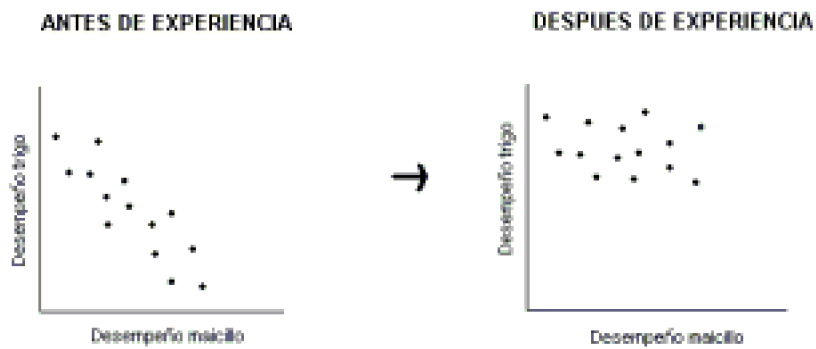 ANTES DE EXPERIENCIA
DESPUES DE EXPERIENCIA
Desempeño trigo
Desempeño maicillo
Desempeño trigo
Desempeño maicillo